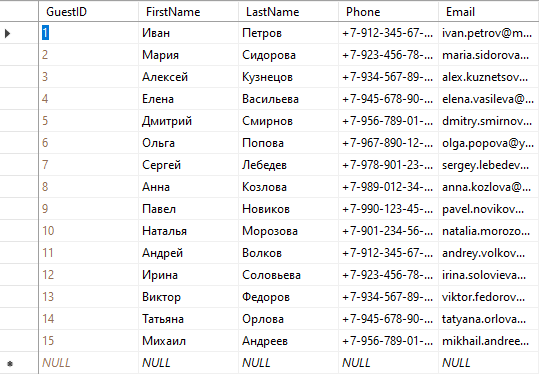 GuestID FirstName LastName Phone Email
1 Иван Петров +7-912-345-67-... ivan.petrov@m...
2 Мария Сидорова +7-923-456-78-... maria.sidorova...
3 Алексей Кузнецов +7-934-567-89-... alex.kuznetsov...
4 Елена Васильева +7-945-678-90-... elena.vasileva@...
5 Дмитрий Смирнов +7-956-789-01-... dmitry.smirnov...
6 Ольга Попова +7-967-890-12-... olga.popova@y...
7 Сергей Лебедев +7-978-901-23-... sergey.lebedev...
8 Анна Козлова +7-989-012-34-... anna.kozlova@...
9 Павел Новиков +7-990-123-45-... pavel.novikov...
10 Наталья Морозова +7-901-234-56-... natalia.morozo...
11 Андрей Волков +7-912-345-67-... andrey.volkov...
12 Ирина Соловьева +7-923-456-78-... irina.solovieva...
13 Виктор Федоров +7-934-567-89-... viktor.fedorov...
14 Татьяна Орлова +7-945-678-90-... tatyana.orlova...
15 Михаил Андреев +7-956-789-01-... mikhail.andree...
NULL NULL NULL NULL NULL